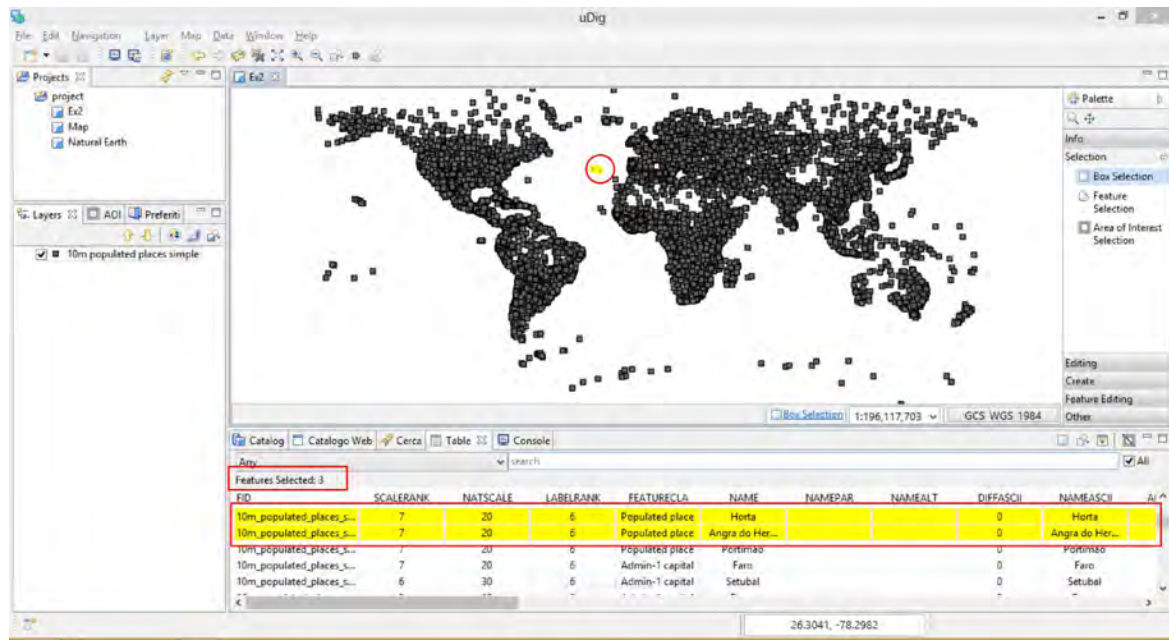 uDig
File Edit Navigation Layer Map Data Window Help
Projects
project
Ex2
Map
Natural Earth
Layers AOI Preferiti
10m populated places simple
Ex2
Palette
Info
Selection
Box Selection
Feature
Selection
Area of Interest
Selection
Editing
Create
Feature Editing
Other
Box Selection 1:196,117,703 GCS WGS 1984
Catalog Catalogo Web Cerca Table Console
Any search All
Features Selected: 3
FID SCALERANK NATSCALE LABELRANK FEATURECLA NAME NAMEPAR NAMEALT DIFFASCII NAMEASCII
10m_populated_places_s... 7 20 6 Populated place Horta 0 Horta
10m_populated_places_s... 7 20 6 Populated place Angra do Her... 0 Angra do Her...
10m_populated_places_s... 7 20 6 Populated place Portimao 0 Portimao
10m_populated_places_s... 7 20 6 Admin-1 capital Faro 0 Faro
10m_populated_places_s... 6 30 6 Admin-1 capital Setubal 0 Setubal
26.3041, -78.2982